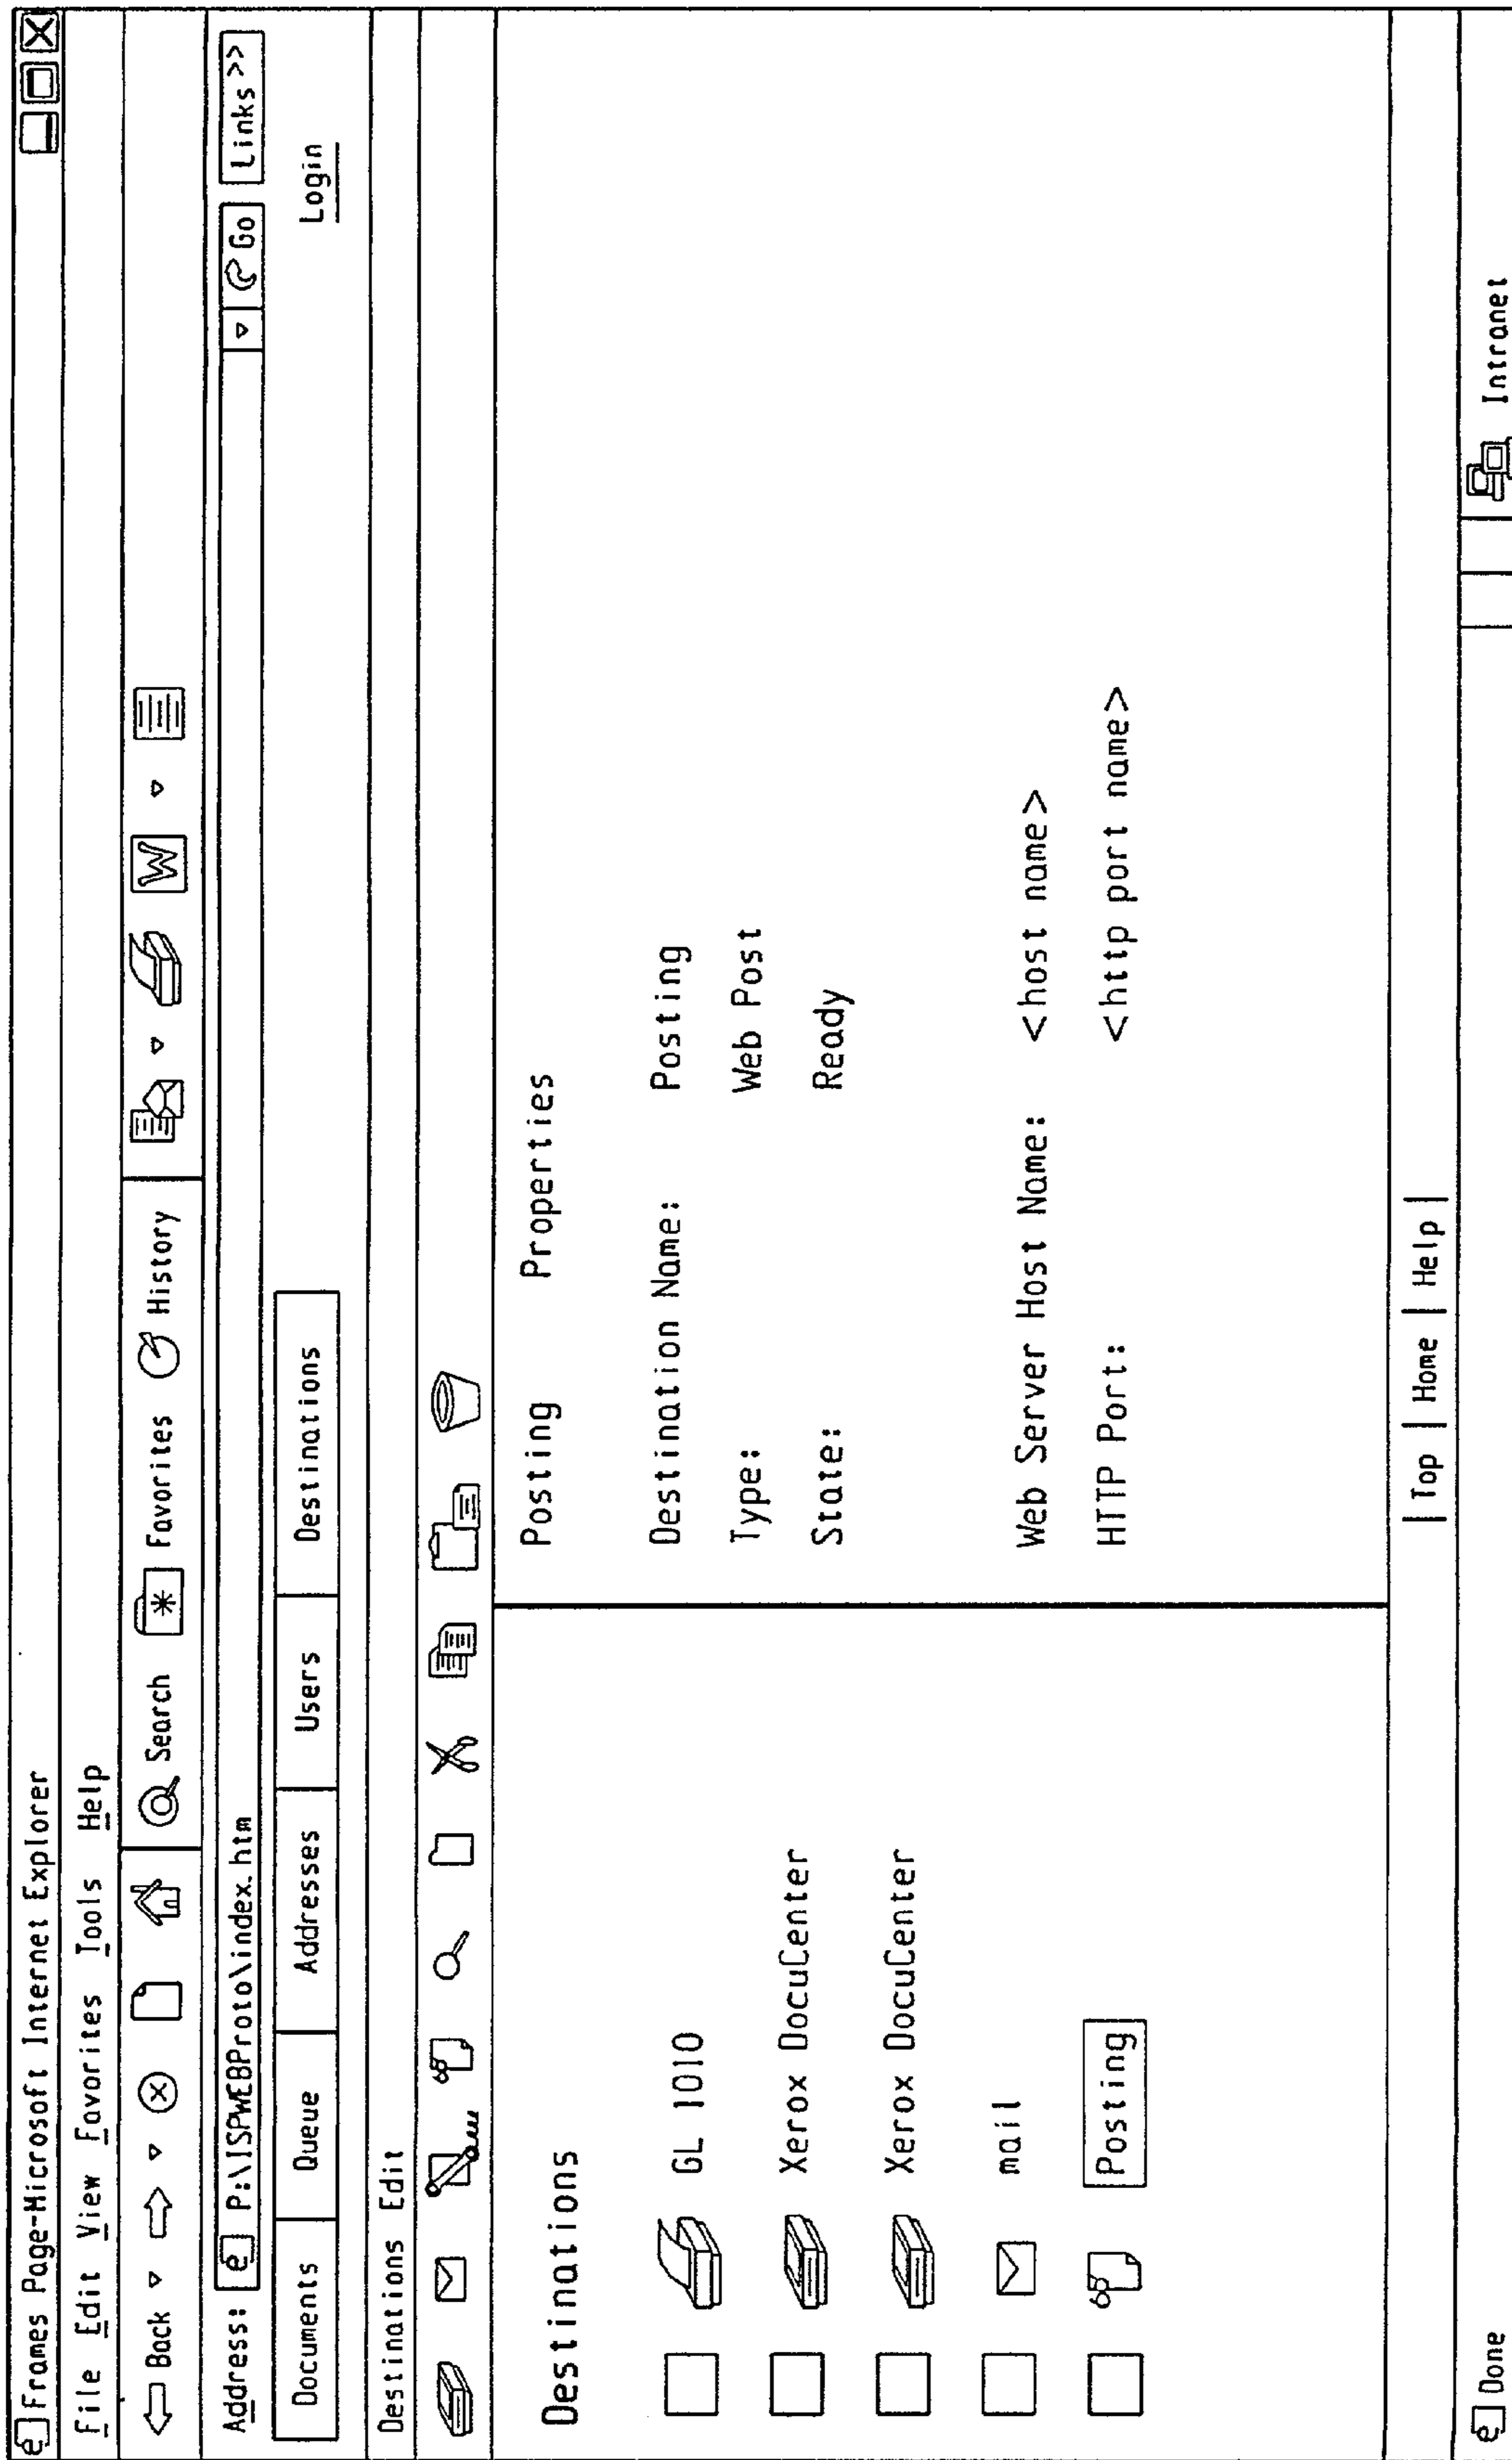 Frames Page-Microsoft Internet Explorer
File Edit View Favorites Tools Help
Back Search Favorites History
Address: P:\ISPWEBProto\index.htm Go Links >>
Documents Queue Addresses Users Destinations Login
Destinations Edit
Destinations
GL 1010
Xerox DocuCenter
Xerox DocuCenter
mail
Posting
Posting Properties
Destination Name: Posting
Type: Web Post
State: Ready
Web Server Host Name: <host name>
HTTP Port: <http port name>
| Top | Home | Help |
Done Intranet